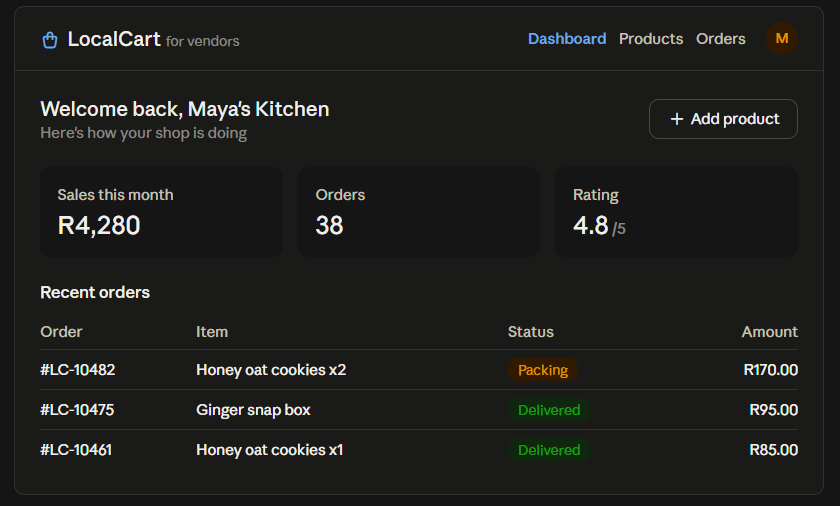 LocalCart for vendors Dashboard Products Orders M
Welcome back, Maya's Kitchen
Here's how your shop is doing
+ Add product
Sales this month
R4,280
Orders
38
Rating
4.8 /5
Recent orders
Order Item Status Amount
#LC-10482 Honey oat cookies x2 Packing R170.00
#LC-10475 Ginger snap box Delivered R95.00
#LC-10461 Honey oat cookies x1 Delivered R85.00